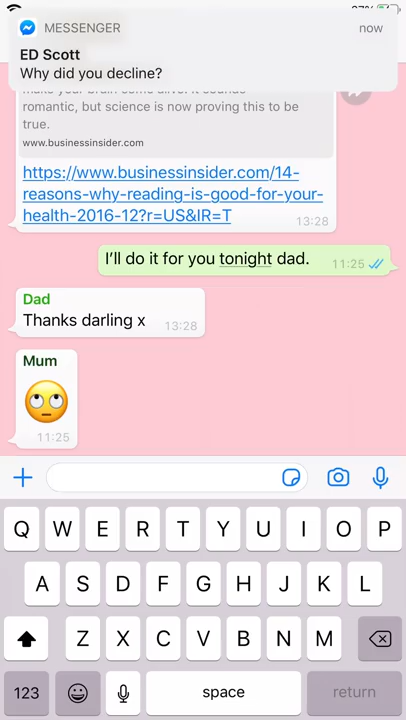 MESSENGER now
ED Scott
Why did you decline?
romantic, but science is now proving this to be
true.
www.businessinsider.com
https://www.businessinsider.com/14-
reasons-why-reading-is-good-for-your-
health-2016-12?r=US&IR=T
13:28
I'll do it for you tonight dad. 11:25
Dad
Thanks darling x 13:28
Mum
11:25
Q W E R T Y U I O P
A S D F G H J K L
Z X C V B N M
123 space return